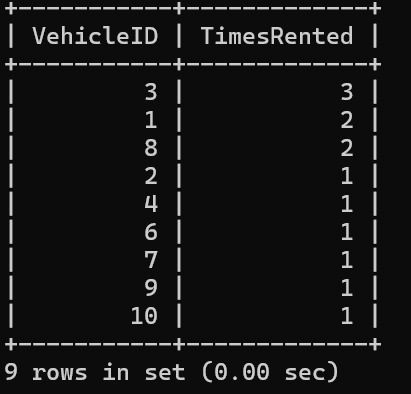 +-----------+-------------+
| VehicleID | TimesRented |
+-----------+-------------+
|         3 |           3 |
|         1 |           2 |
|         8 |           2 |
|         2 |           1 |
|         4 |           1 |
|         6 |           1 |
|         7 |           1 |
|         9 |           1 |
|        10 |           1 |
+-----------+-------------+
9 rows in set (0.00 sec)